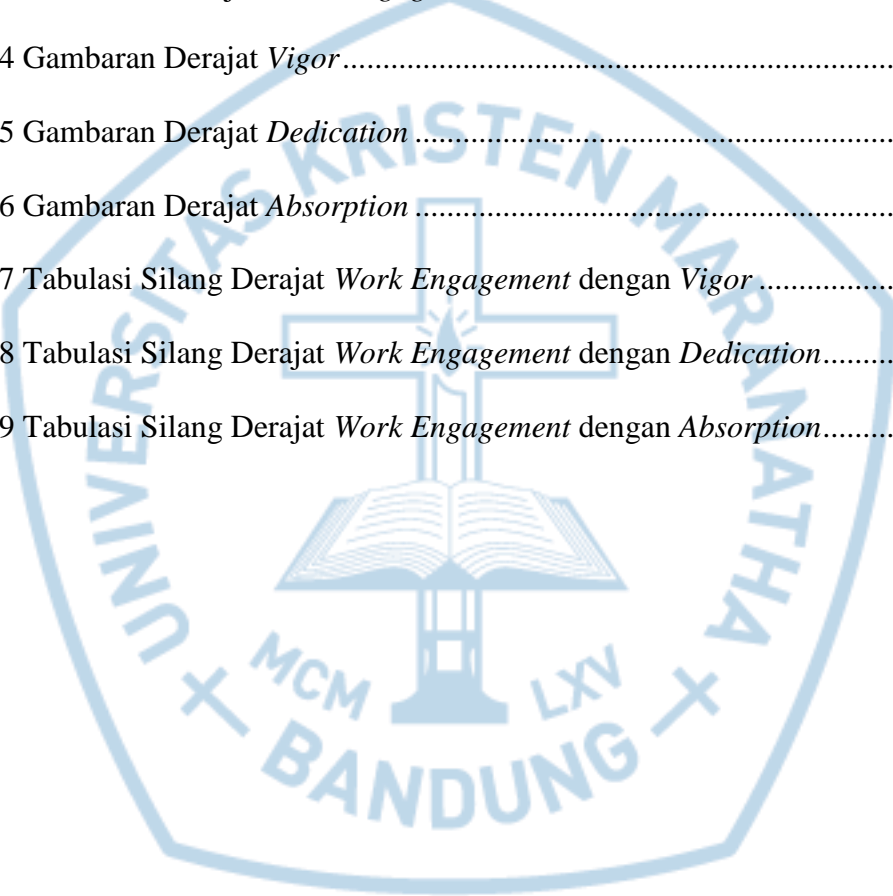 4 Gambaran Derajat Vigor
5 Gambaran Derajat Dedication
6 Gambaran Derajat Absorption
7 Tabulasi Silang Derajat Work Engagement dengan Vigor
8 Tabulasi Silang Derajat Work Engagement dengan Dedication
9 Tabulasi Silang Derajat Work Engagement dengan Absorption
UNIVERSITAS KRISTEN MARANATHA
MCM LXV
BANDUNG